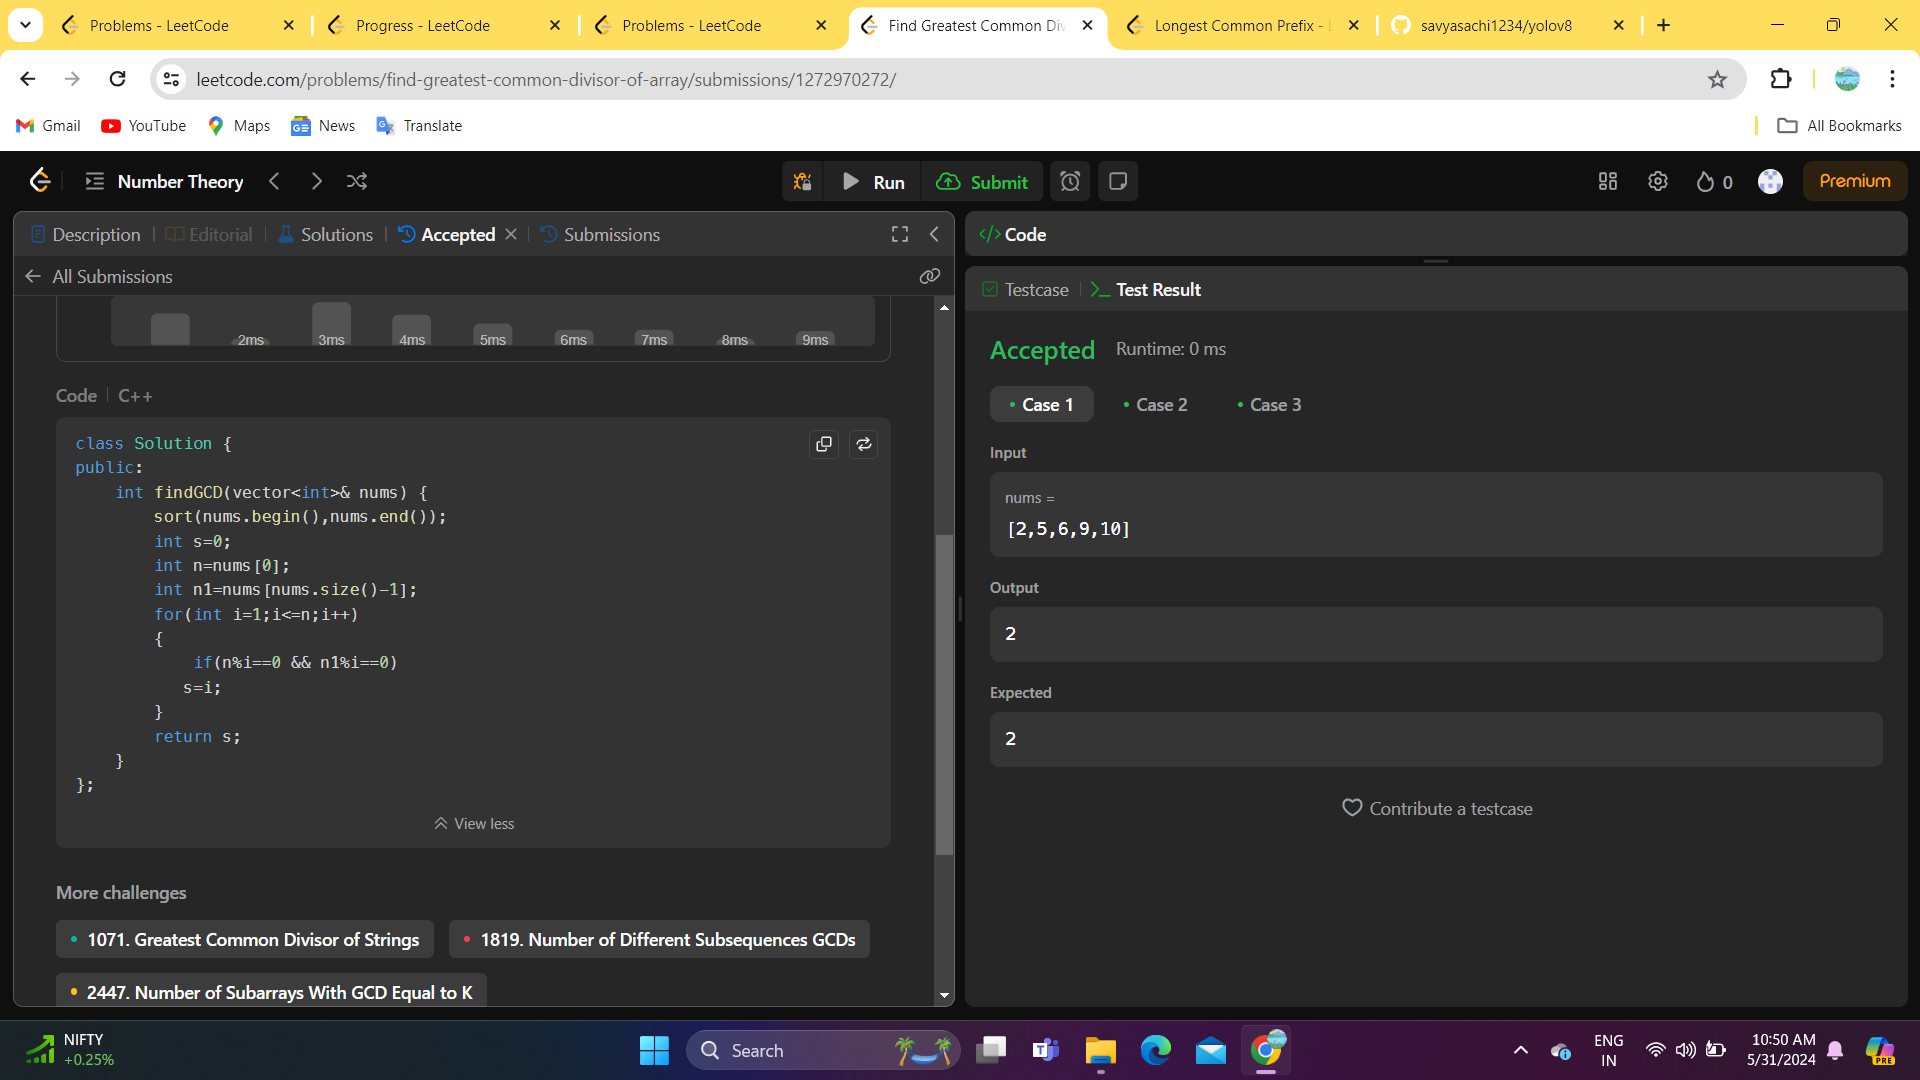 Problems - LeetCode
Progress - LeetCode
Problems - LeetCode
Find Greatest Common Div
Longest Common Prefix -
savyasachi1234/yolov8
leetcode.com/problems/find-greatest-common-divisor-of-array/submissions/1272970272/
Gmail
YouTube
Maps
News
Translate
All Bookmarks
Number Theory
Run
Submit
0
Premium
Description
Editorial
Solutions
Accepted
Submissions
All Submissions
2ms
3ms
4ms
5ms
6ms
7ms
8ms
9ms
Code
C++
class Solution {
public:
    int findGCD(vector<int>& nums) {
        sort(nums.begin(),nums.end());
        int s=0;
        int n=nums[0];
        int n1=nums[nums.size()-1];
        for(int i=1;i<=n;i++)
        {
            if(n%i==0 && n1%i==0)
           s=i;
        }
        return s;
    }
};
View less
More challenges
1071. Greatest Common Divisor of Strings
1819. Number of Different Subsequences GCDs
2447. Number of Subarrays With GCD Equal to K
Code
Testcase
Test Result
Accepted
Runtime: 0 ms
Case 1
Case 2
Case 3
Input
nums =
[2,5,6,9,10]
Output
2
Expected
2
Contribute a testcase
NIFTY
+0.25%
Search
ENG
IN
10:50 AM
5/31/2024
PRE